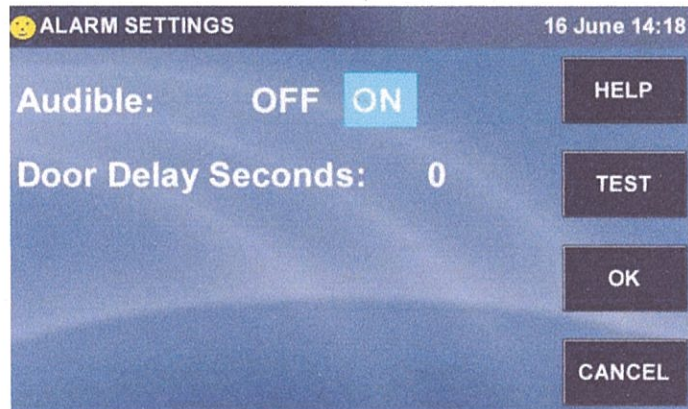 ALARM SETTINGS 16 June 14:18
Audible: OFF ON HELP
Door Delay Seconds: 0 TEST
OK
CANCEL